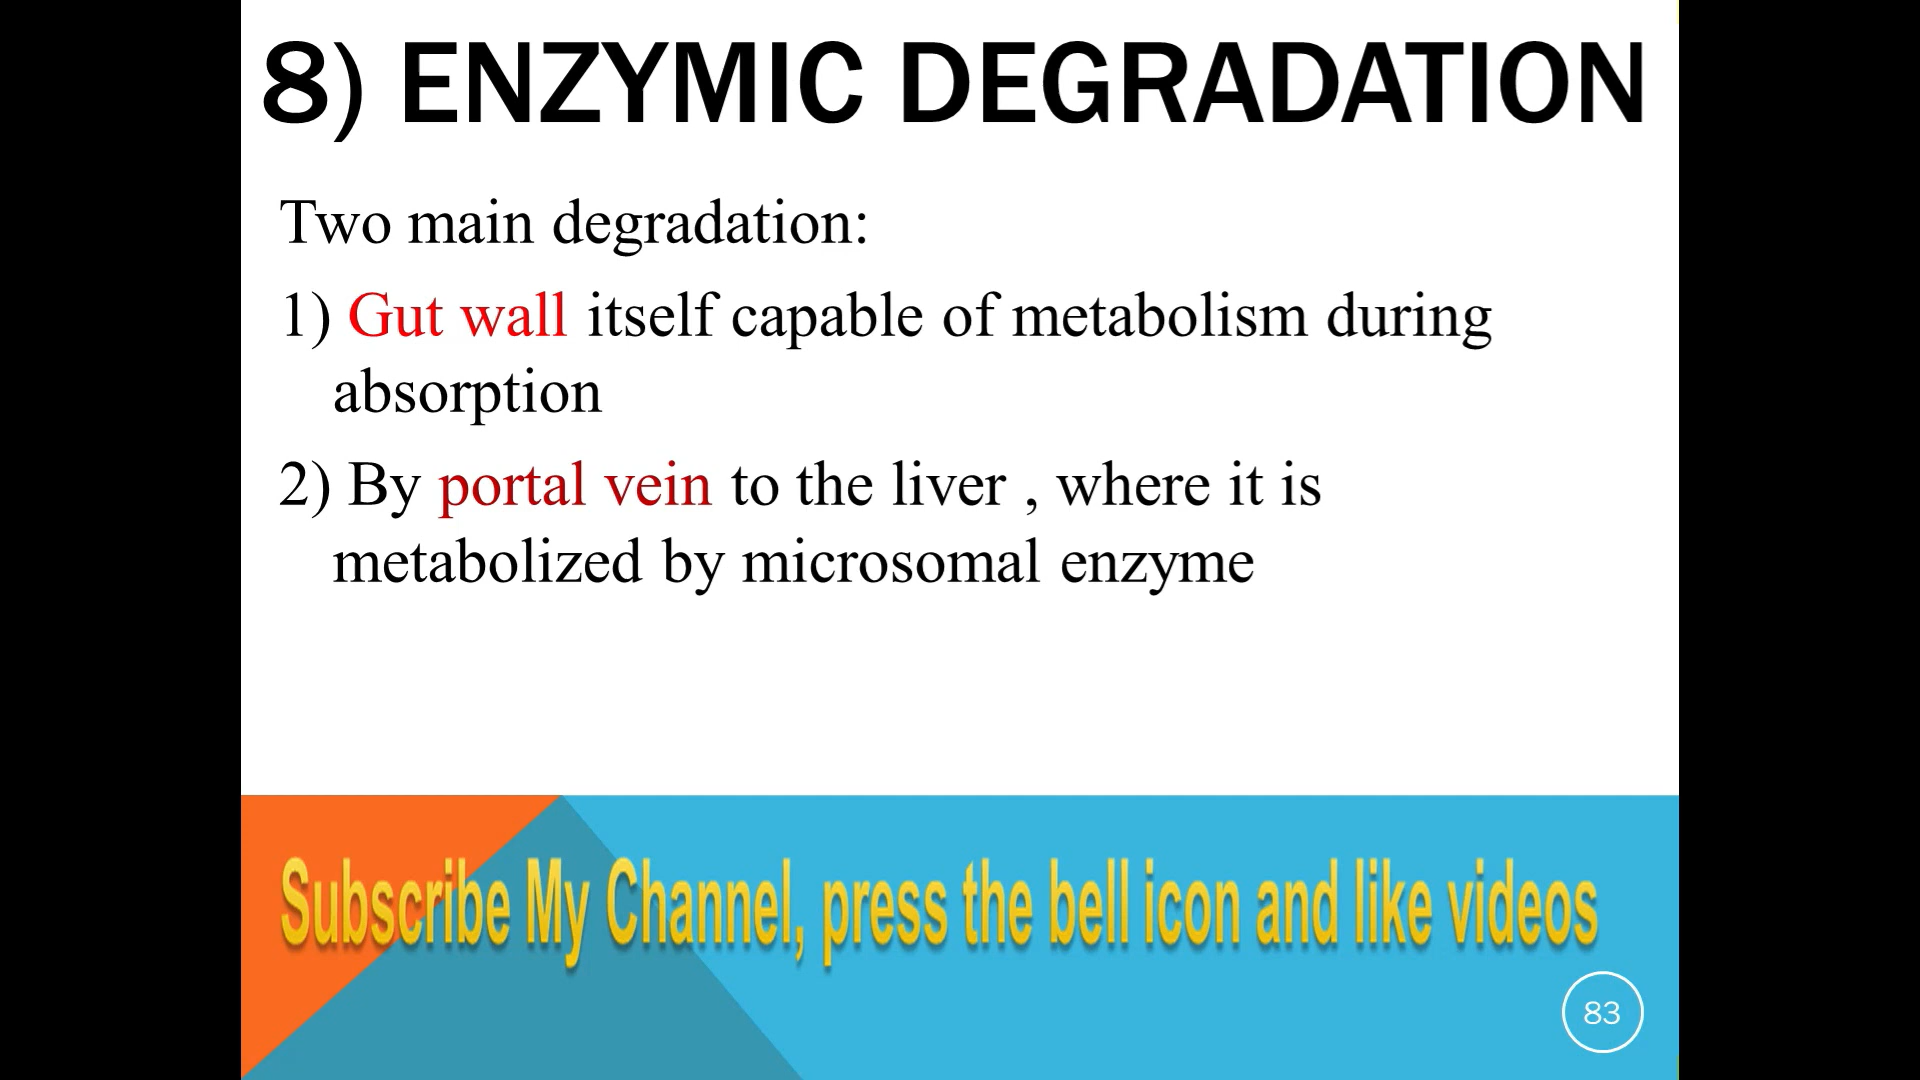 8) ENZYMIC DEGRADATION
Two main degradation:
1) Gut wall itself capable of metabolism during
absorption
2) By portal vein to the liver , where it is
metabolized by microsomal enzyme
Subscribe My Channel, press the bell icon and like videos
83